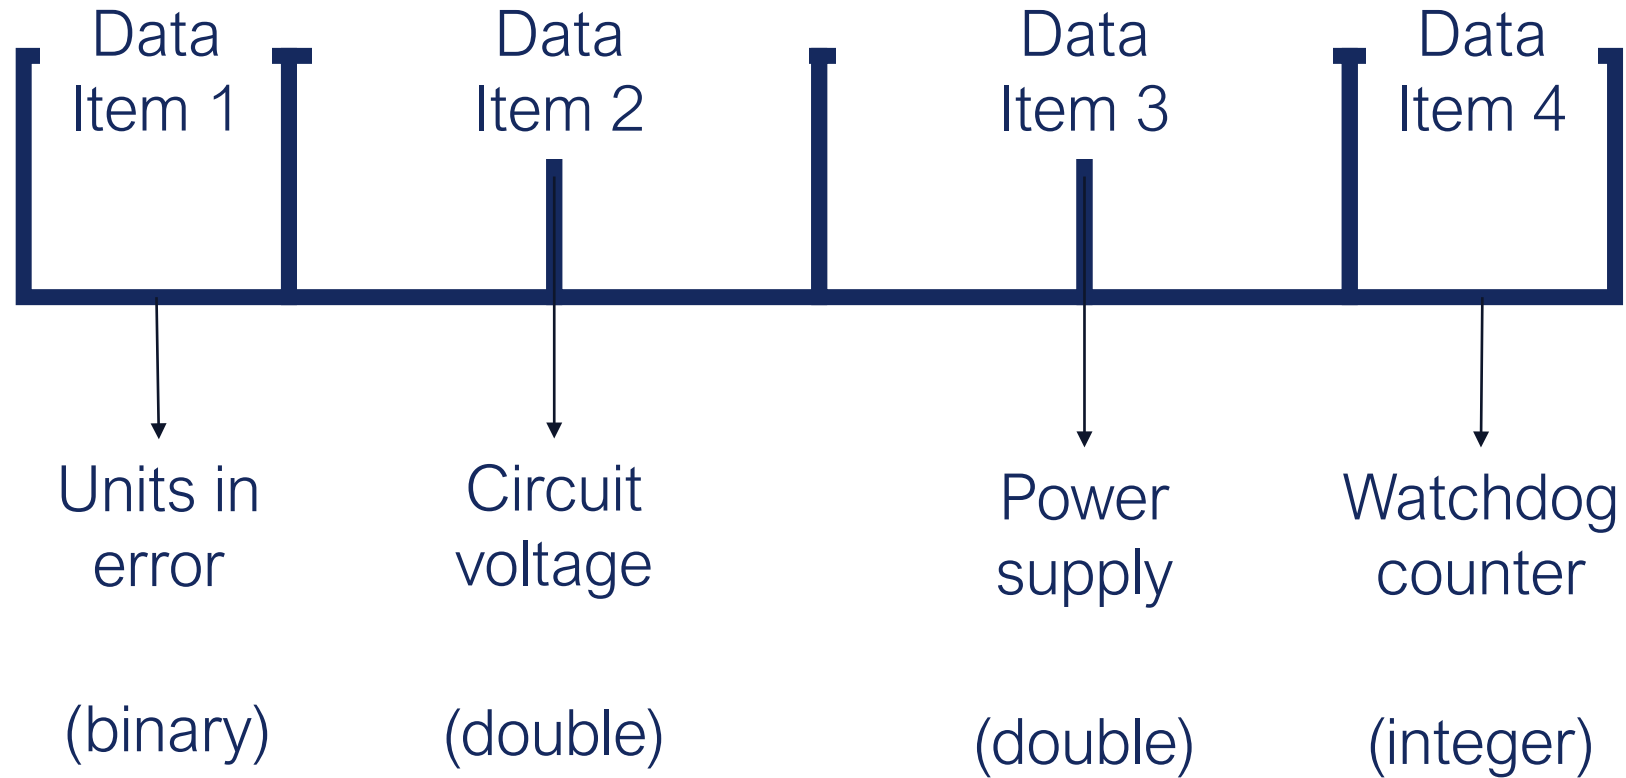 Data
Item 1
Data
Item 2
Data
Item 3
Data
Item 4
Units in
error
(binary)
Circuit
voltage
(double)
Power
supply
(double)
Watchdog
counter
(integer)